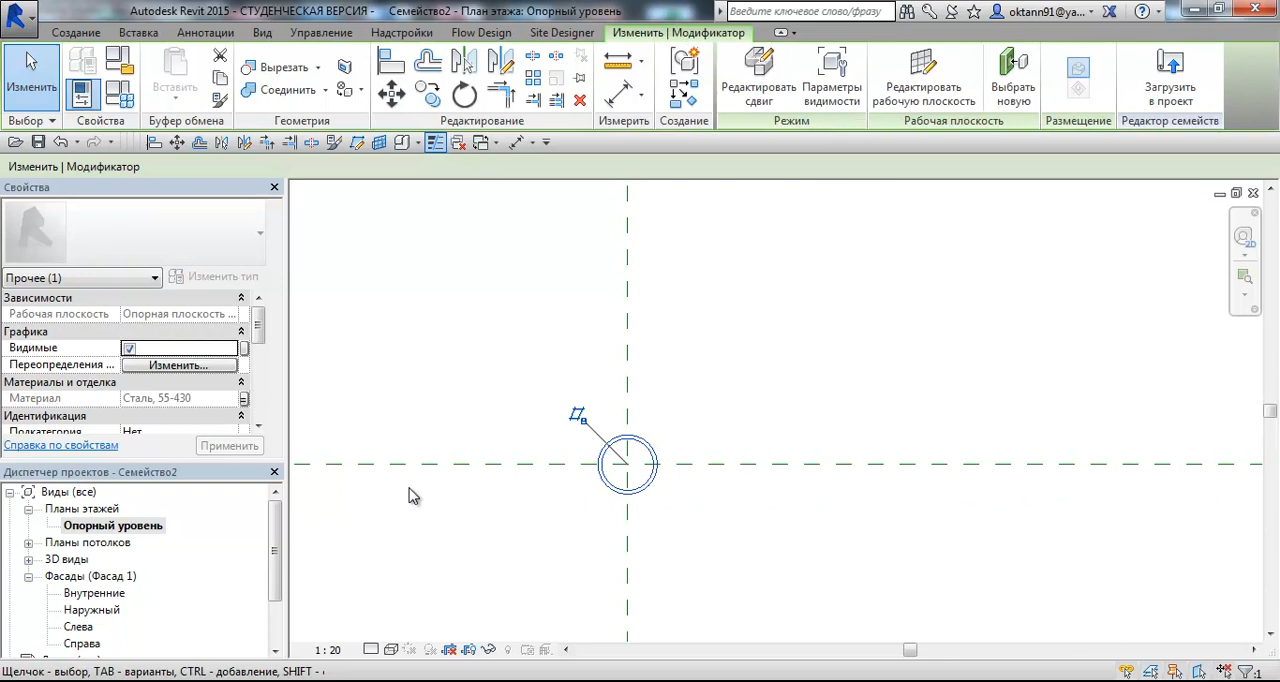 Autodesk Revit 2015 - СТУДЕНЧЕСКАЯ ВЕРСИЯ - Семейство2 - План этажа: Опорный уровень
Введите ключевое слово/фразу
oktann91@ya...
Создание Вставка Аннотации Вид Управление Надстройки Flow Design Site Designer Изменить | Модификатор
Изменить
Вставить
Вырезать
Соединить
Редактировать сдвиг
Параметры видимости
Редактировать рабочую плоскость
Выбрать новую
Загрузить в проект
Выбор Свойства Буфер обмена Геометрия Редактирование Измерить Создание Режим Рабочая плоскость Размещение Редактор семейств
Изменить | Модификатор
Свойства
Прочее (1) Изменить тип
Зависимости
Рабочая плоскость Опорная плоскость ...
Графика
Видимые
Переопределения ... Изменить...
Материалы и отделка
Материал Сталь, 55-430
Идентификация
Подкатегория Нет
Справка по свойствам Применить
Диспетчер проектов - Семейство2
Виды (все)
Планы этажей
Опорный уровень
Планы потолков
3D виды
Фасады (Фасад 1)
Внутренние
Наружный
Слева
Справа
2D
1 : 20
Щелчок - выбор, TAB - варианты, CTRL - добавление, SHIFT -
:1